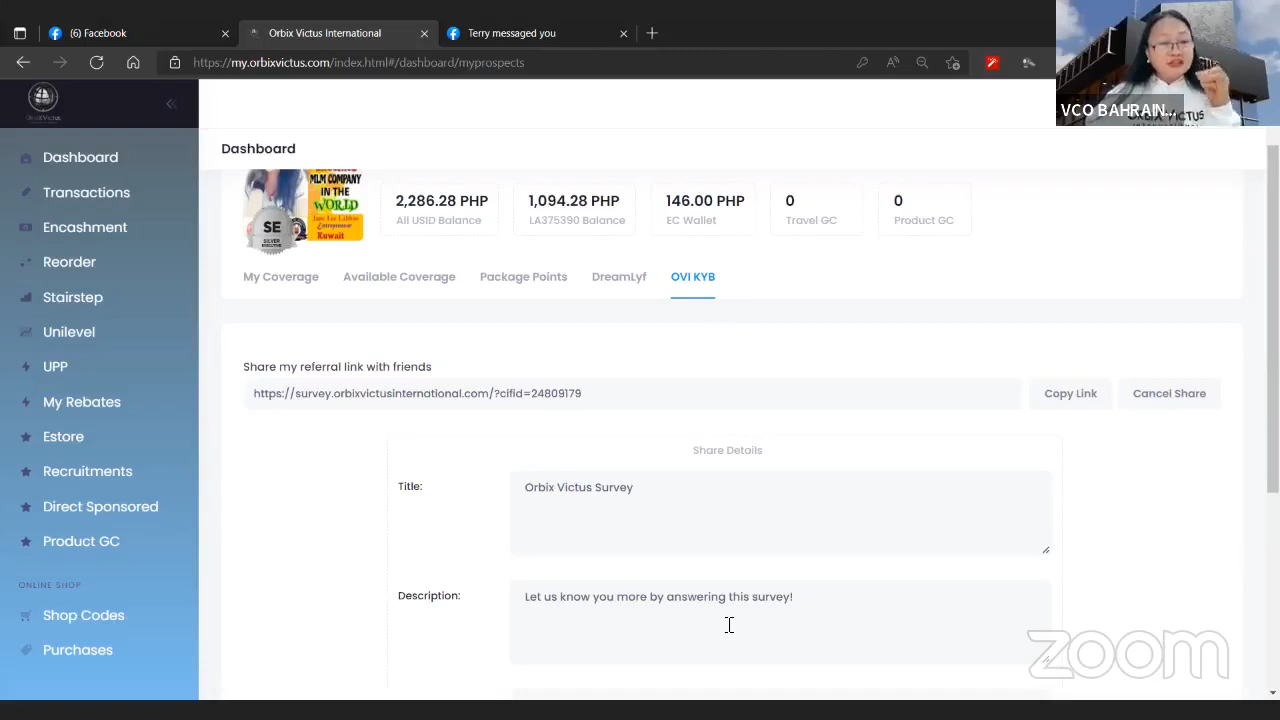 (6) Facebook
Orbix Victus International
Terry messaged you
https://my.orbixvictus.com/index.html#/dashboard/myprospects
VCO BAHRAIN...
ORBIX VICTUS
Dashboard
Transactions
Encashment
Reorder
Stairstep
Unilevel
UPP
My Rebates
Estore
Recruitments
Direct Sponsored
Product GC
ONLINE SHOP
Shop Codes
Purchases
Dashboard
MLM COMPANY
IN THE
WORLD
Entrepreneur
Kuwait
SE
SILVER
EXECUTIVE
2,286.28 PHP
All USID Balance
1,094.28 PHP
LA375390 Balance
146.00 PHP
EC Wallet
0
Travel GC
0
Product GC
My Coverage
Available Coverage
Package Points
DreamLyf
OVI KYB
Share my referral link with friends
https://survey.orbixvictusinternational.com/?cifid=24809179
Copy Link
Cancel Share
Share Details
Title:
Orbix Victus Survey
Description:
Let us know you more by answering this survey!
zoom